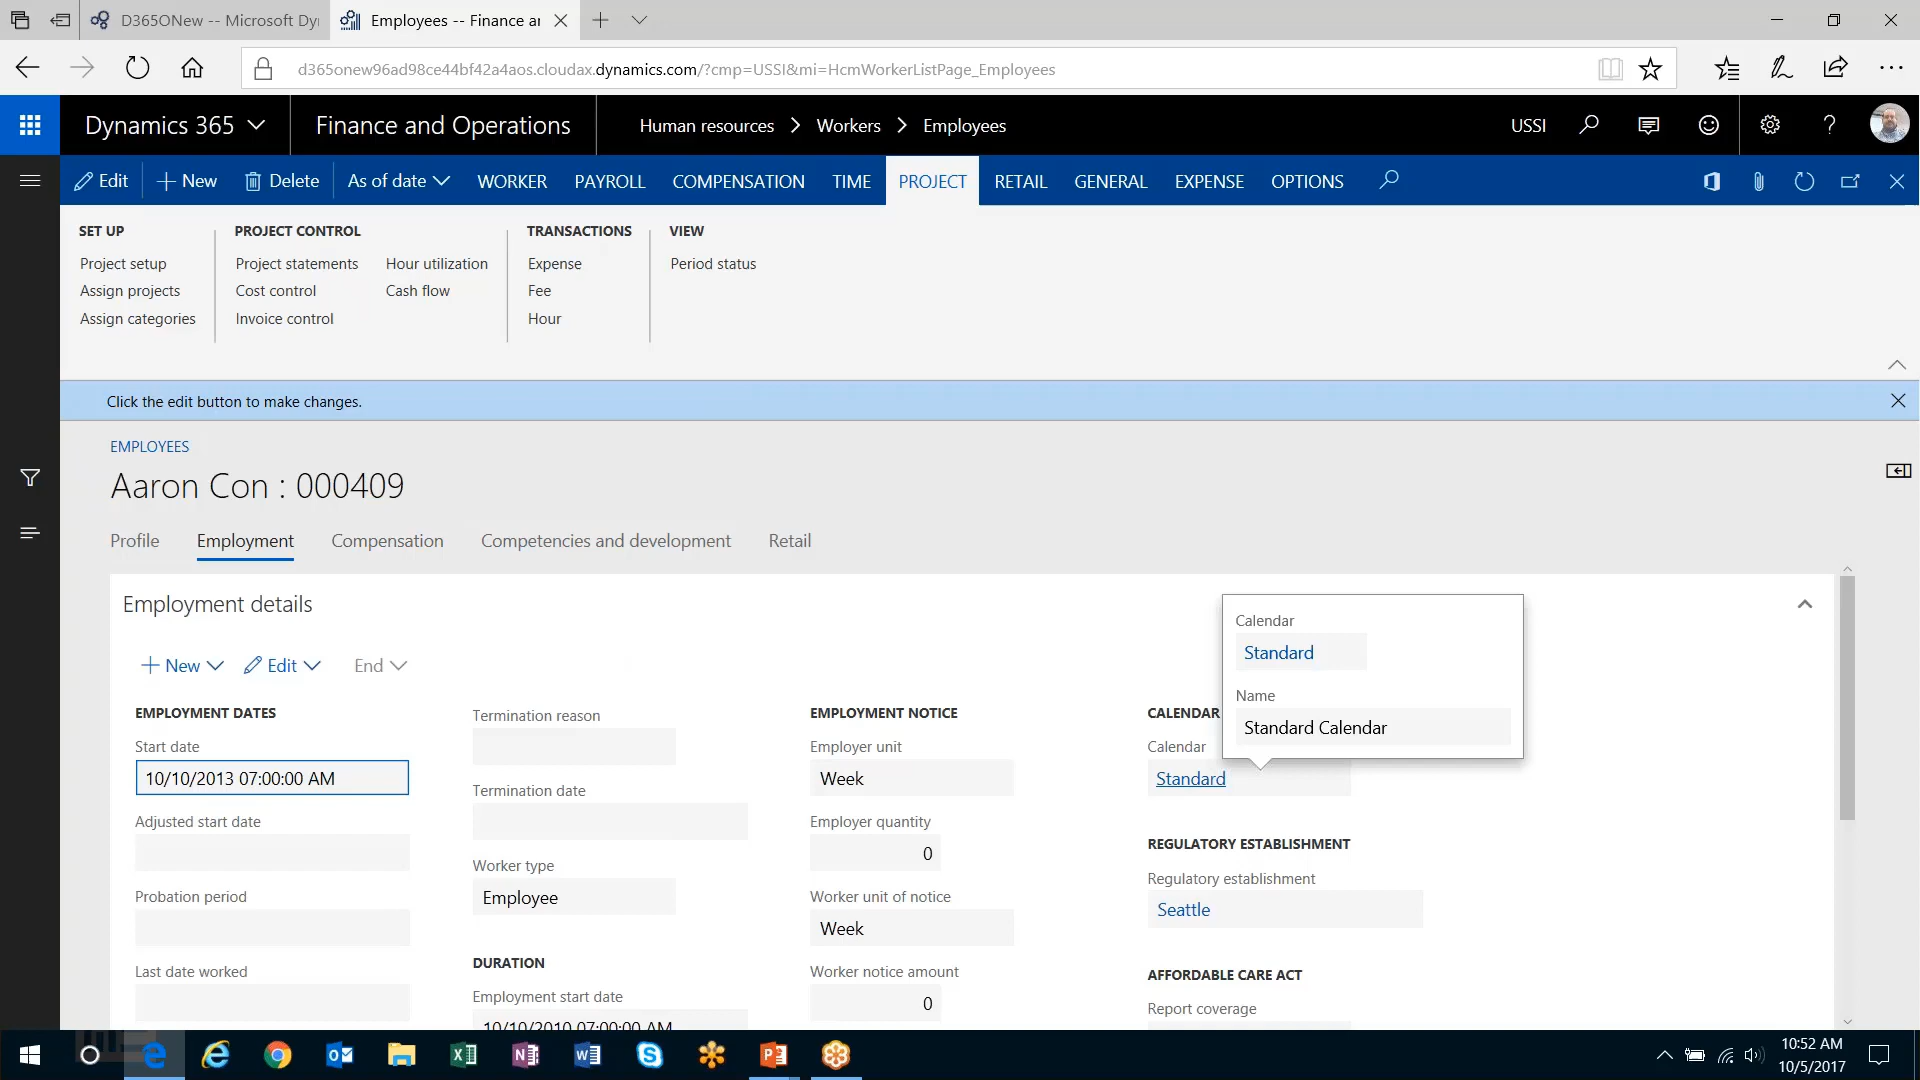 D365ONew -- Microsoft Dy
Employees -- Finance ar
d365onew96ad98ce44bf42a4aos.cloudax.dynamics.com/?cmp=USSI&mi=HcmWorkerListPage_Employees
Dynamics 365
Finance and Operations
Human resources > Workers > Employees
USSI
Edit
New
Delete
As of date
WORKER
PAYROLL
COMPENSATION
TIME
PROJECT
RETAIL
GENERAL
EXPENSE
OPTIONS
SET UP
Project setup
Assign projects
Assign categories
PROJECT CONTROL
Project statements
Cost control
Invoice control
Hour utilization
Cash flow
TRANSACTIONS
Expense
Fee
Hour
VIEW
Period status
Click the edit button to make changes.
EMPLOYEES
Aaron Con : 000409
Profile
Employment
Compensation
Competencies and development
Retail
Employment details
New
Edit
End
EMPLOYMENT DATES
Start date
10/10/2013 07:00:00 AM
Adjusted start date
Probation period
Last date worked
Termination reason
Termination date
Worker type
Employee
DURATION
Employment start date
10/10/2010 07:00:00 AM
EMPLOYMENT NOTICE
Employer unit
Week
Employer quantity
0
Worker unit of notice
Week
Worker notice amount
0
Calendar
Standard
Name
Standard Calendar
CALENDAR
Calendar
Standard
REGULATORY ESTABLISHMENT
Regulatory establishment
Seattle
AFFORDABLE CARE ACT
Report coverage
10:52 AM
10/5/2017